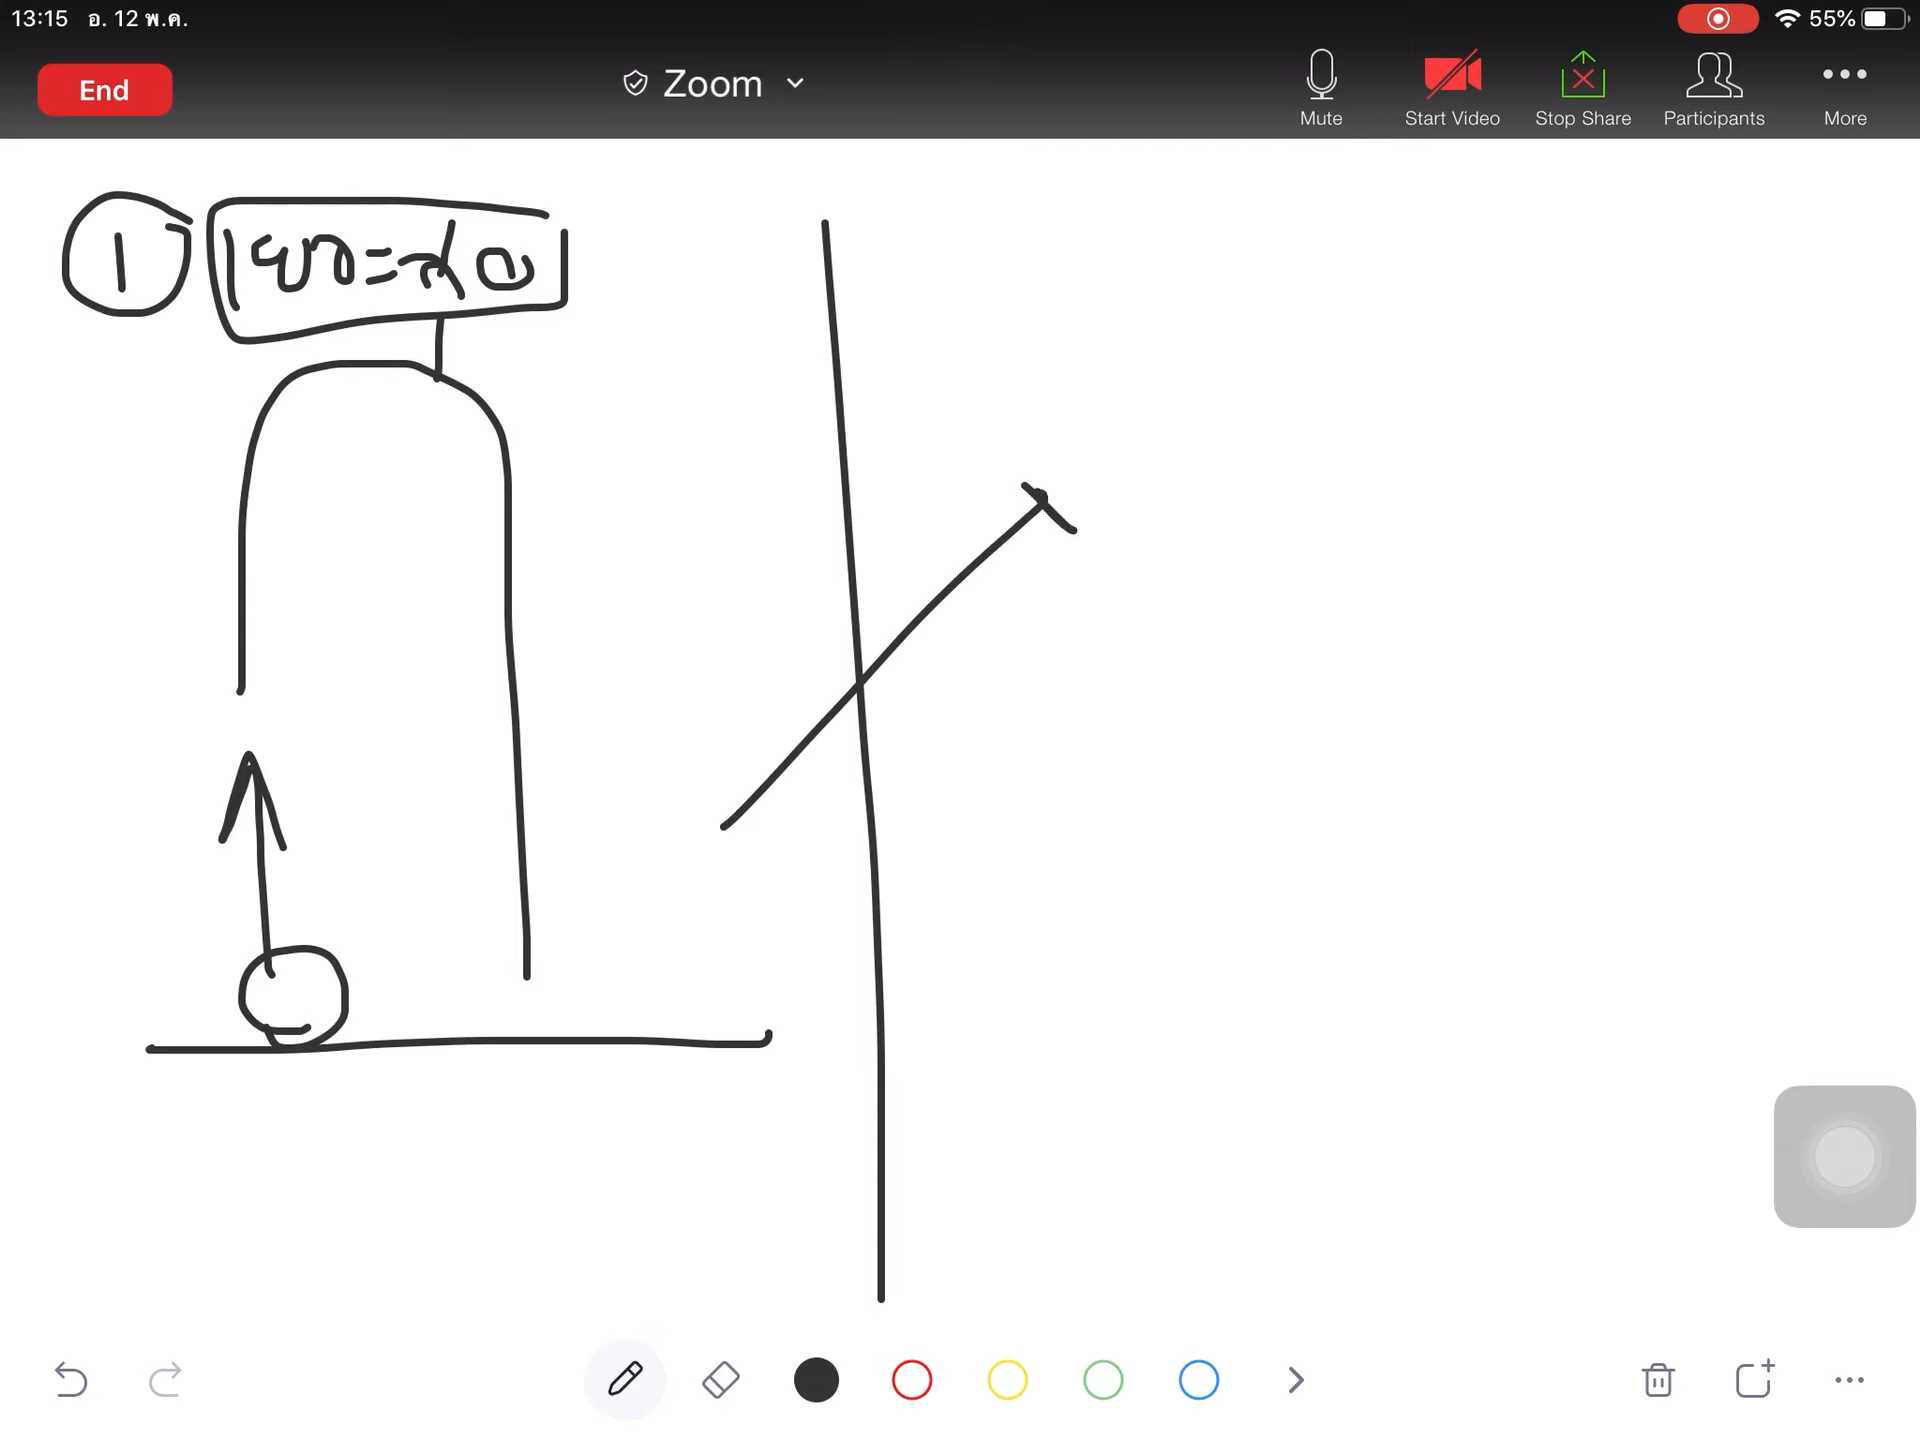 13:15 อ. 12 พ.ค. 55%
End Zoom Mute Start Video Stop Share Participants More
1